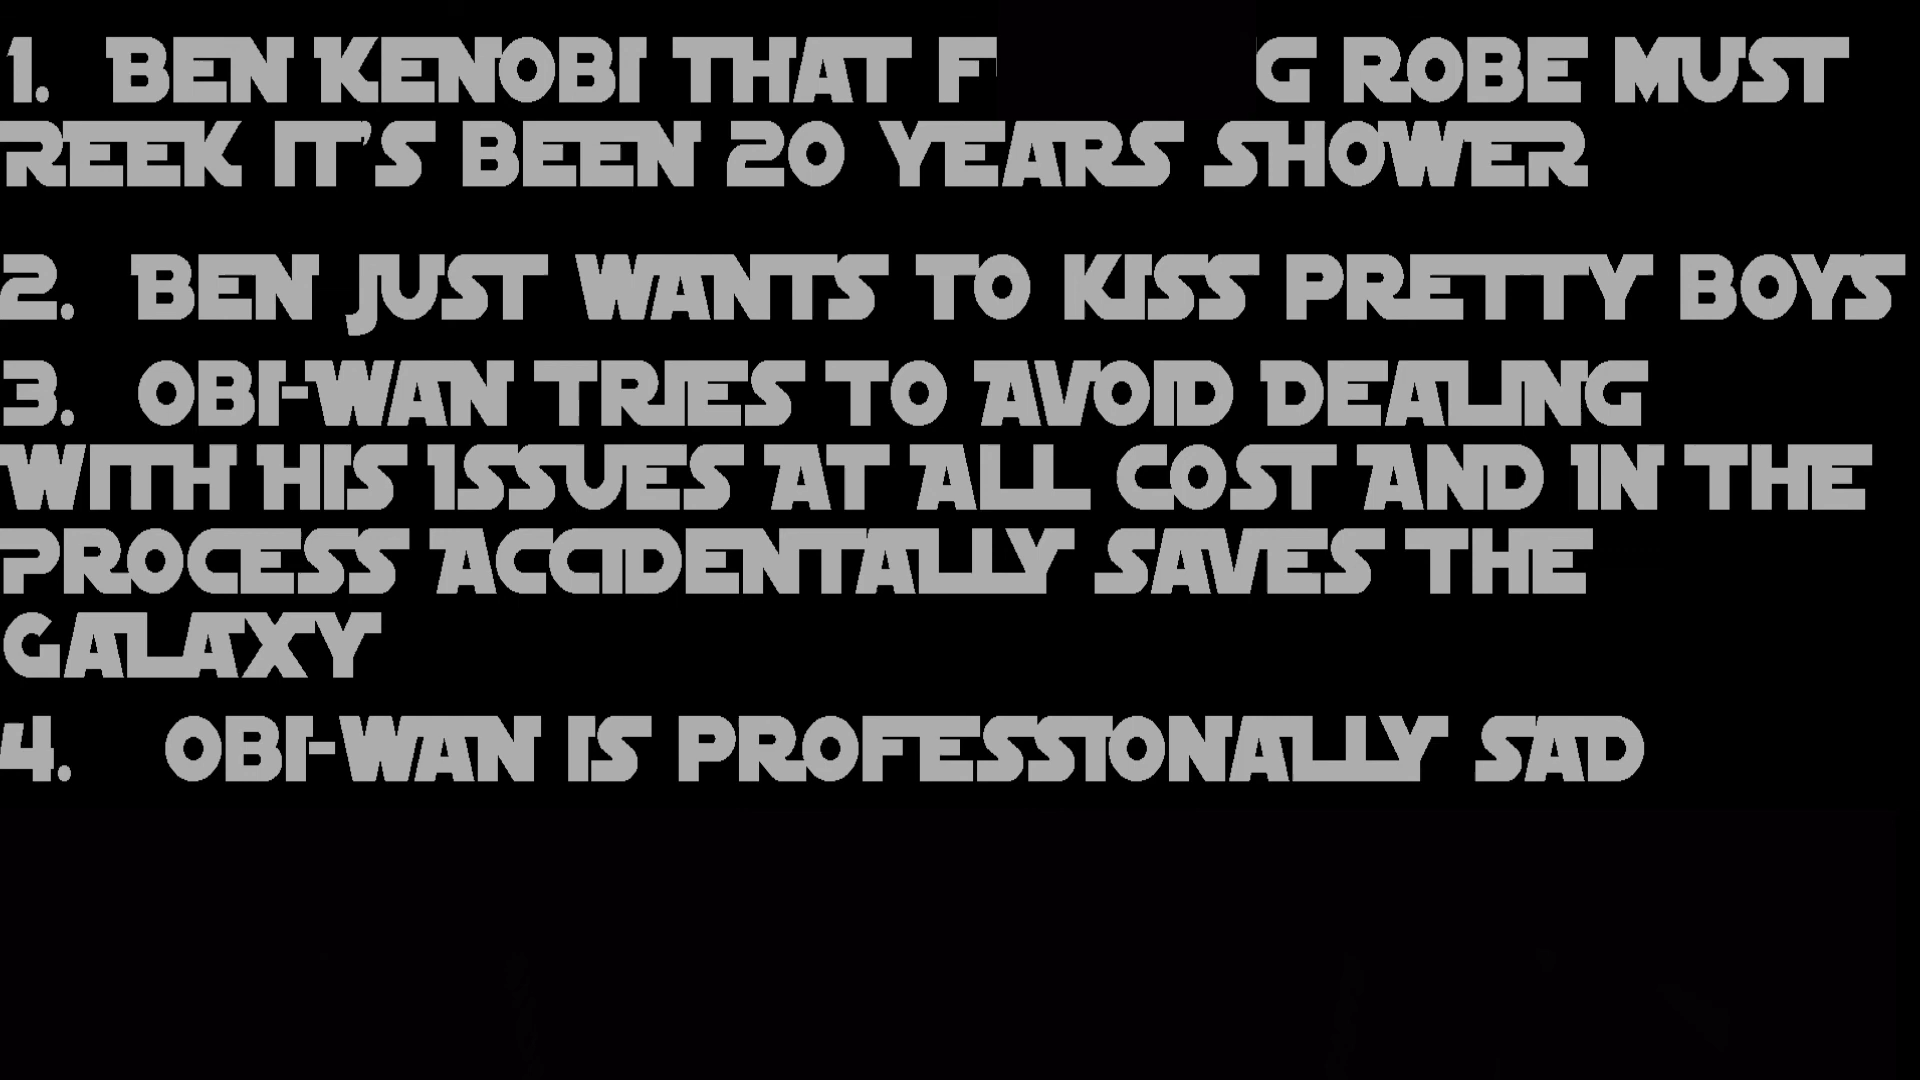 1. BEN KENOBI THAT F G ROBE MUST
REEK IT'S BEEN 20 YEARS SHOWER
2. BEN JUST WANTS TO KISS PRETTY BOYS
3. OBI-WAN TRIES TO AVOID DEALING
WITH HIS ISSUES AT ALL COST AND IN THE
PROCESS ACCIDENTALLY SAVES THE
GALAXY
4. OBI-WAN IS PROFESSIONALLY SAD